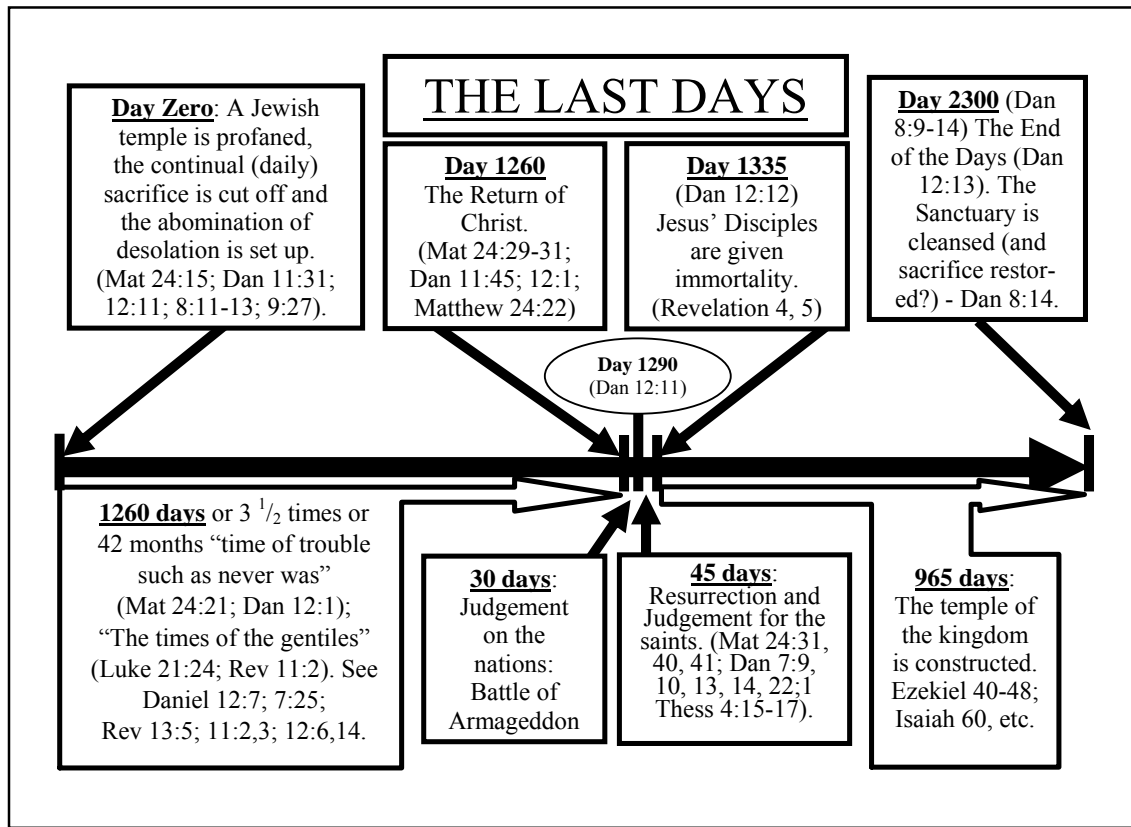 THE LAST DAYS
Day Zero: A Jewish
temple is profaned,
the continual (daily)
sacrifice is cut off and
the abomination of
desolation is set up.
(Mat 24:15; Dan 11:31;
12:11; 8:11-13; 9:27).
Day 1260
The Return of
Christ.
(Mat 24:29-31;
Dan 11:45; 12:1;
Matthew 24:22)
Day 1335
(Dan 12:12)
Jesus’ Disciples
are given
immortality.
(Revelation 4, 5)
Day 2300 (Dan
8:9-14) The End
of the Days (Dan
12:13). The
Sanctuary is
cleansed (and
sacrifice restor-
ed?) - Dan 8:14.
Day 1290
(Dan 12:11)
1260 days or 3 1/2 times or
42 months “time of trouble
such as never was”
(Mat 24:21; Dan 12:1);
“The times of the gentiles”
(Luke 21:24; Rev 11:2). See
Daniel 12:7; 7:25;
Rev 13:5; 11:2,3; 12:6,14.
30 days:
Judgement
on the
nations:
Battle of
Armageddon
45 days:
Resurrection and
Judgement for the
saints. (Mat 24:31,
40, 41; Dan 7:9,
10, 13, 14, 22;1
Thess 4:15-17).
965 days:
The temple of
the kingdom
is constructed.
Ezekiel 40-48;
Isaiah 60, etc.